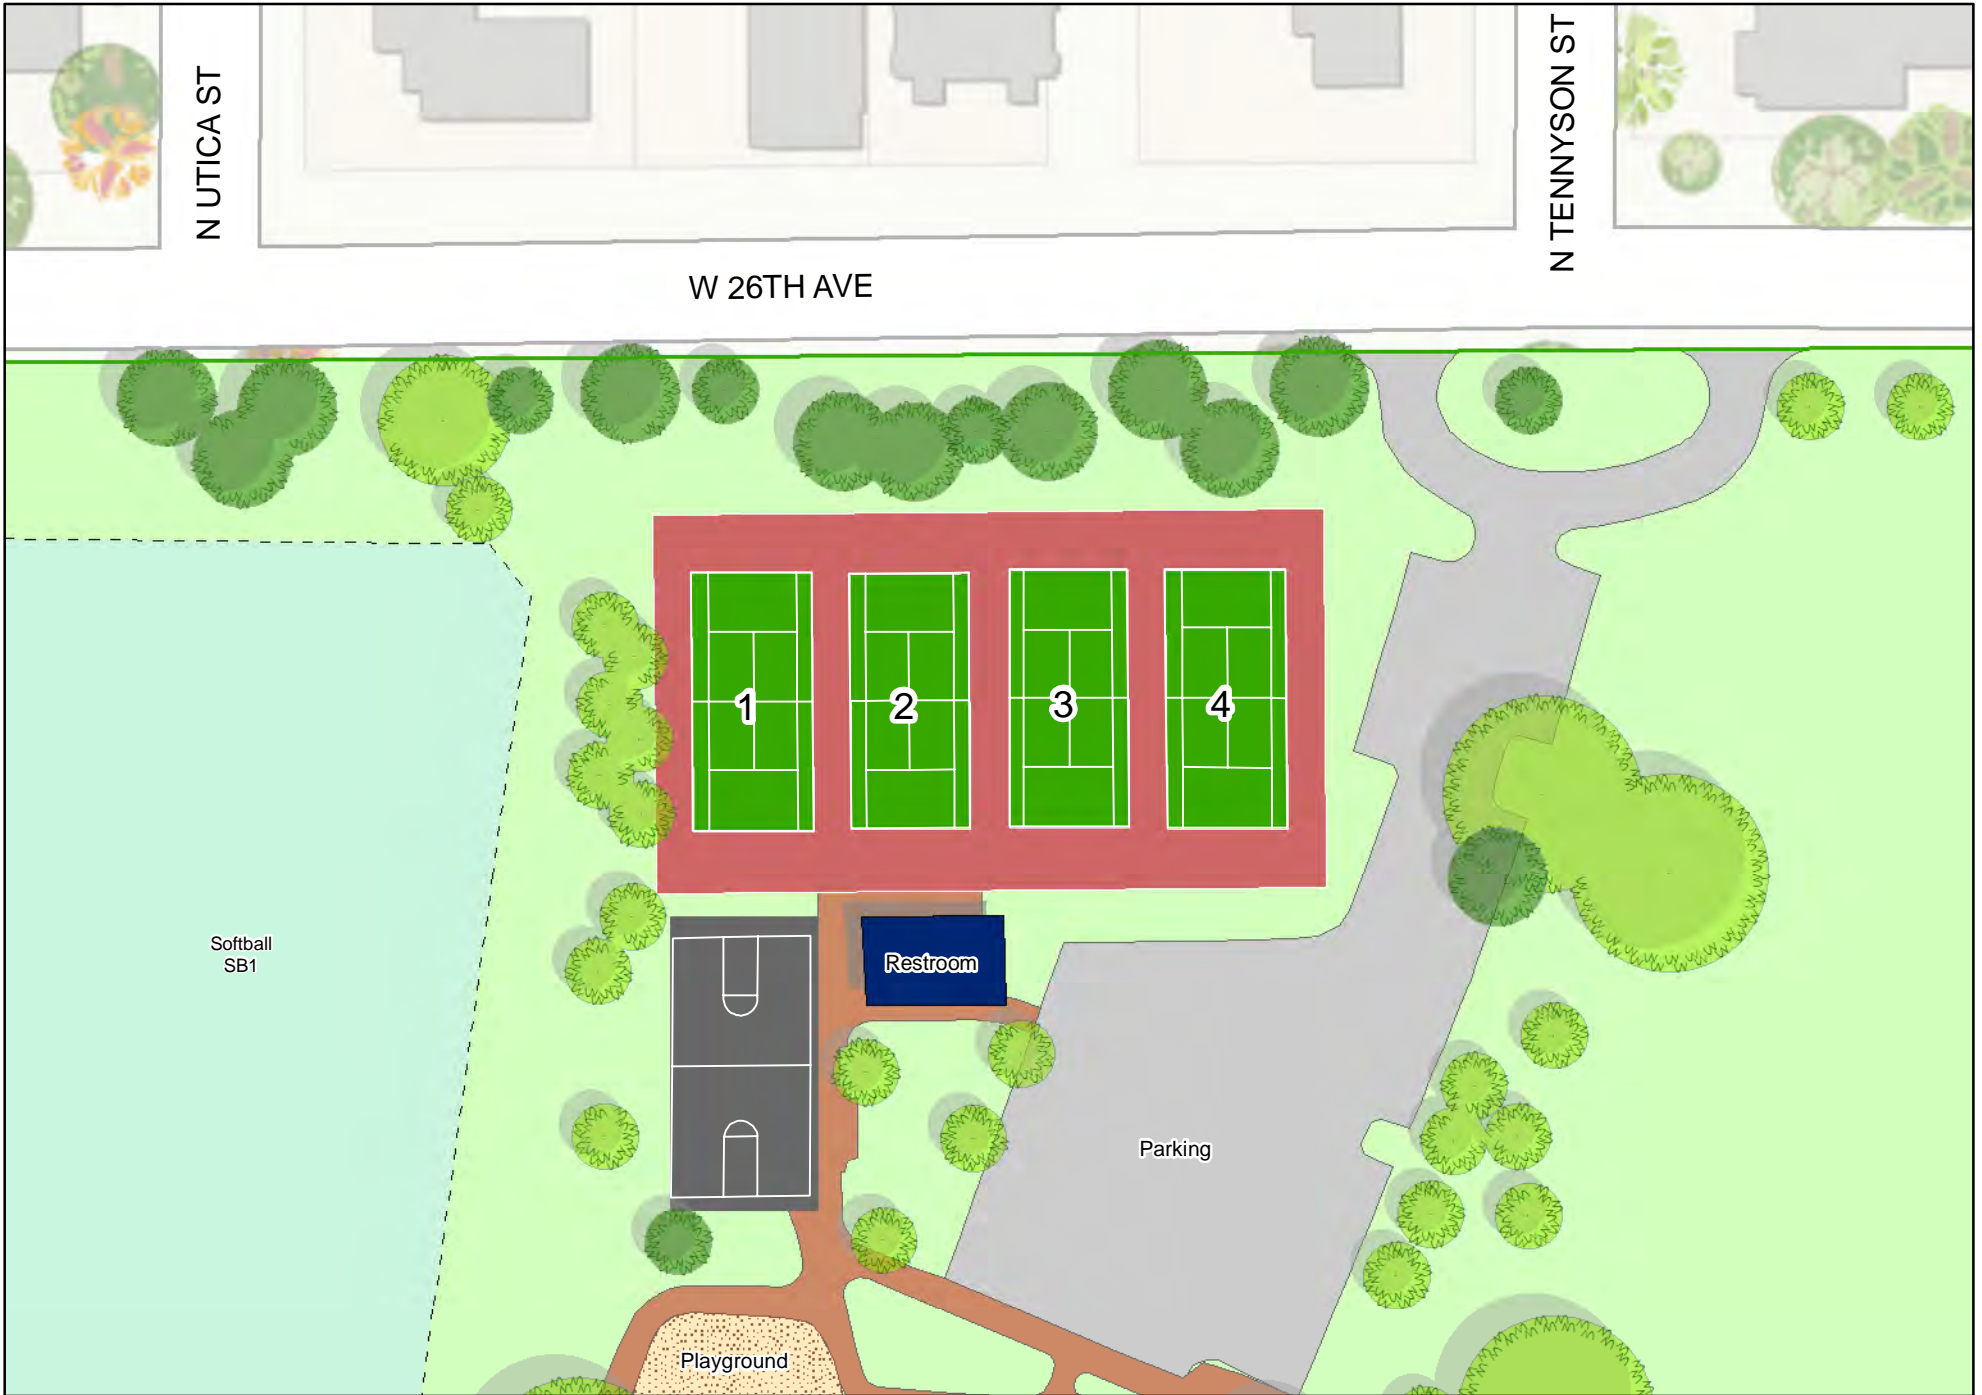 N UTICA ST
N TENNYSON ST
W 26TH AVE
1
2
3
4
Softball
SB1
Restroom
Parking
Playground